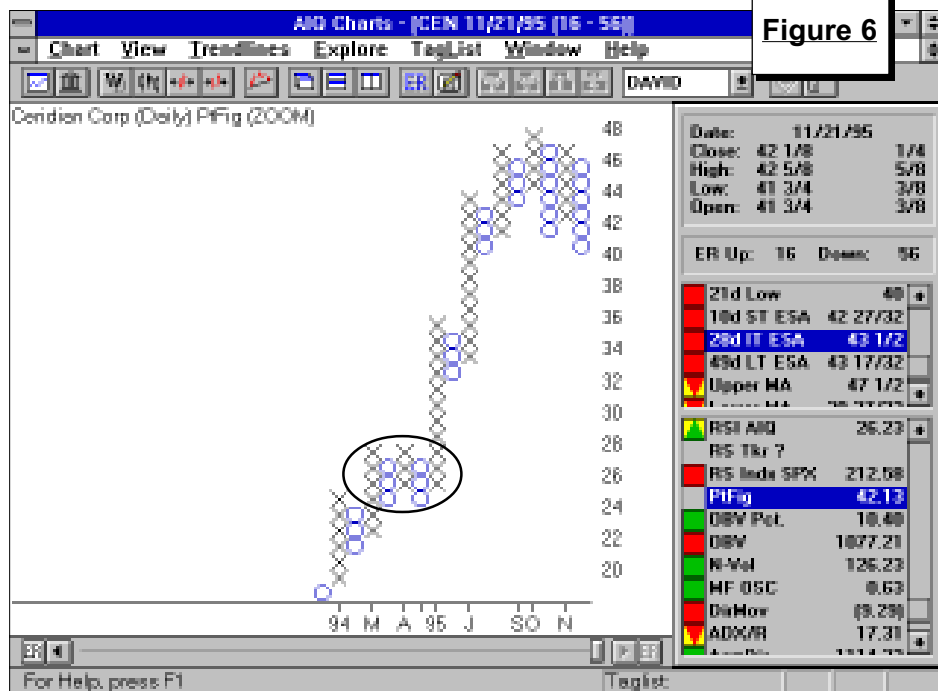 AIQ Charts - [CEN 11/21/95 (16 - 56)]
Figure 6
Chart View Trendlines Explore TagList Window Help
ER DAVID
Ceridian Corp (Daily) PtFig (ZOOM)
48
46
44
42
40
38
36
34
32
30
28
26
24
22
20
94 M A 95 J S O N
Date: 11/21/95
Close: 42 1/8 1/4
High: 42 5/8 5/8
Low: 41 3/4 3/8
Open: 41 3/4 3/8
ER Up: 16 Down: 56
21d Low 40
10d ST ESA 42 27/32
28d IT ESA 43 1/2
49d LT ESA 43 17/32
Upper MA 47 1/2
RSI AIQ 26.23
RS Tkr ?
RS Indx SPX 212.58
PtFig 42.13
OBV Pct. 10.40
OBV 1077.21
N-Vol 126.23
MF OSC 0.63
DirMov (9.29)
ADX/R 17.31
ER
For Help, press F1
Taglist: